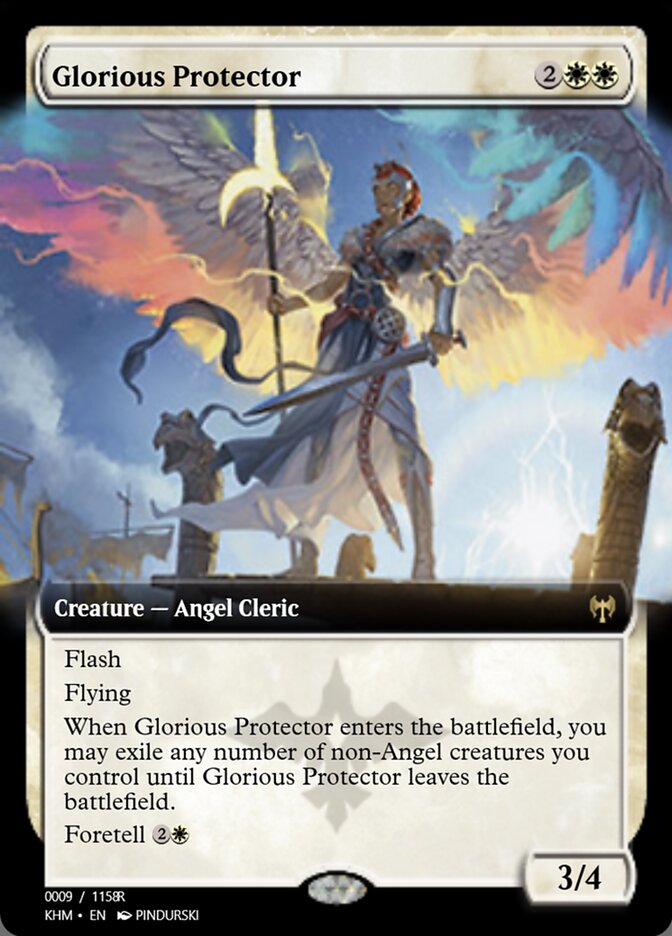 Glorious Protector 2
Creature — Angel Cleric
Flash
Flying
When Glorious Protector enters the battlefield, you
may exile any number of non-Angel creatures you
control until Glorious Protector leaves the
battlefield.
Foretell 2
3/4
0009 / 1158R
KHM • EN PINDURSKI